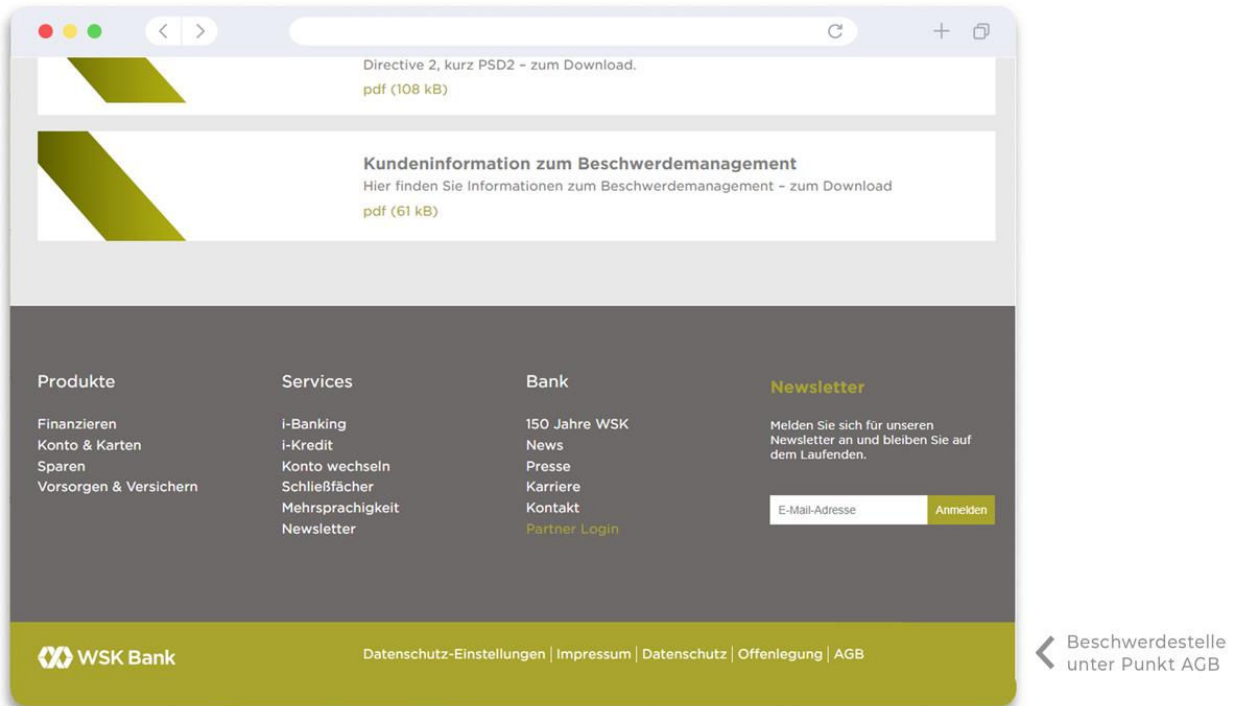 Directive 2, kurz PSD2 – zum Download.
pdf (108 kB)
Kundeninformation zum Beschwerdemanagement
Hier finden Sie Informationen zum Beschwerdemanagement – zum Download
pdf (61 kB)
Produkte
Finanzieren
Konto & Karten
Sparen
Vorsorgen & Versichern
Services
i-Banking
i-Kredit
Konto wechseln
Schließfächer
Mehrsprachigkeit
Newsletter
Bank
150 Jahre WSK
News
Presse
Karriere
Kontakt
Partner Login
Newsletter
Melden Sie sich für unseren
Newsletter an und bleiben Sie auf
dem Laufenden.
E-Mail-Adresse
Anmelden
WSK Bank
Datenschutz-Einstellungen | Impressum | Datenschutz | Offenlegung | AGB
Beschwerdestelle
unter Punkt AGB